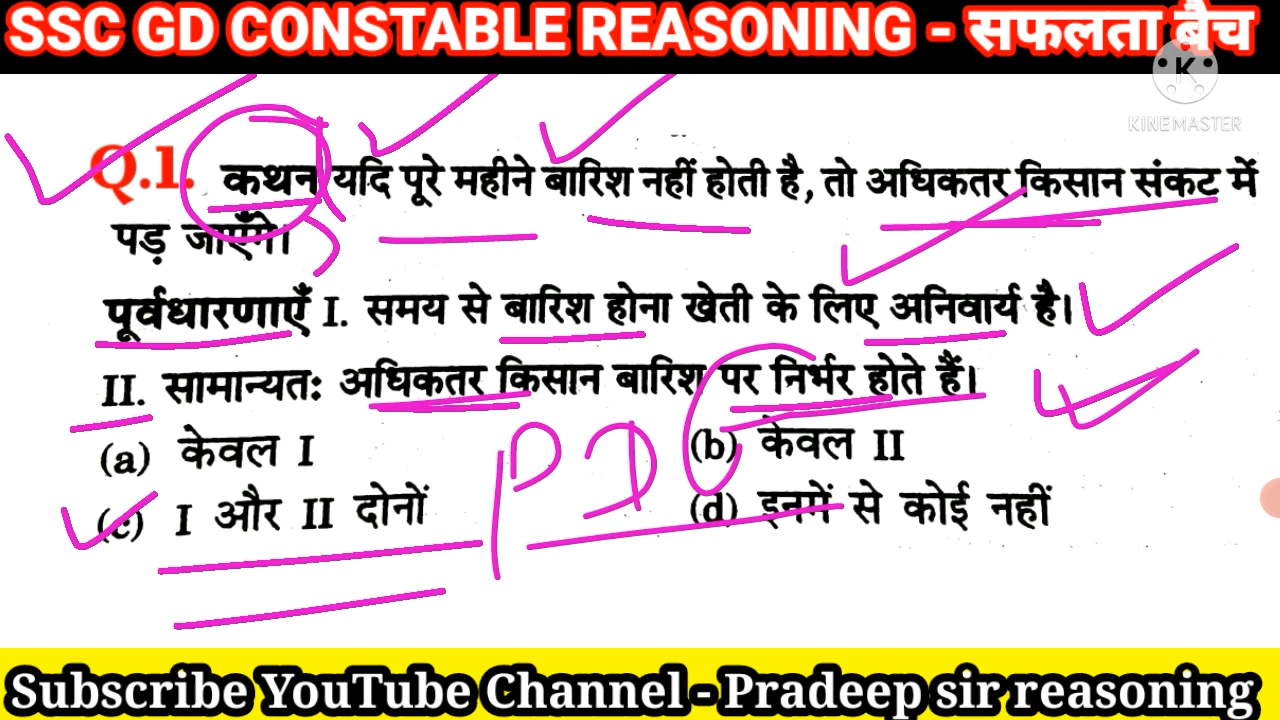 SSC GD CONSTABLE REASONING - सफलता बैच
K
KINEMASTER
Q.1. कथन यदि पूरे महीने बारिश नहीं होती है, तो अधिकतर किसान संकट में
पड़ जाएँगे।
पूर्वधारणाएँ I. समय से बारिश होना खेती के लिए अनिवार्य है।
II. सामान्यतः अधिकतर किसान बारिश पर निर्भर होते हैं।
(a) केवल I (b) केवल II
(c) I और II दोनों (d) इनमें से कोई नहीं
PD
Subscribe YouTube Channel - Pradeep sir reasoning